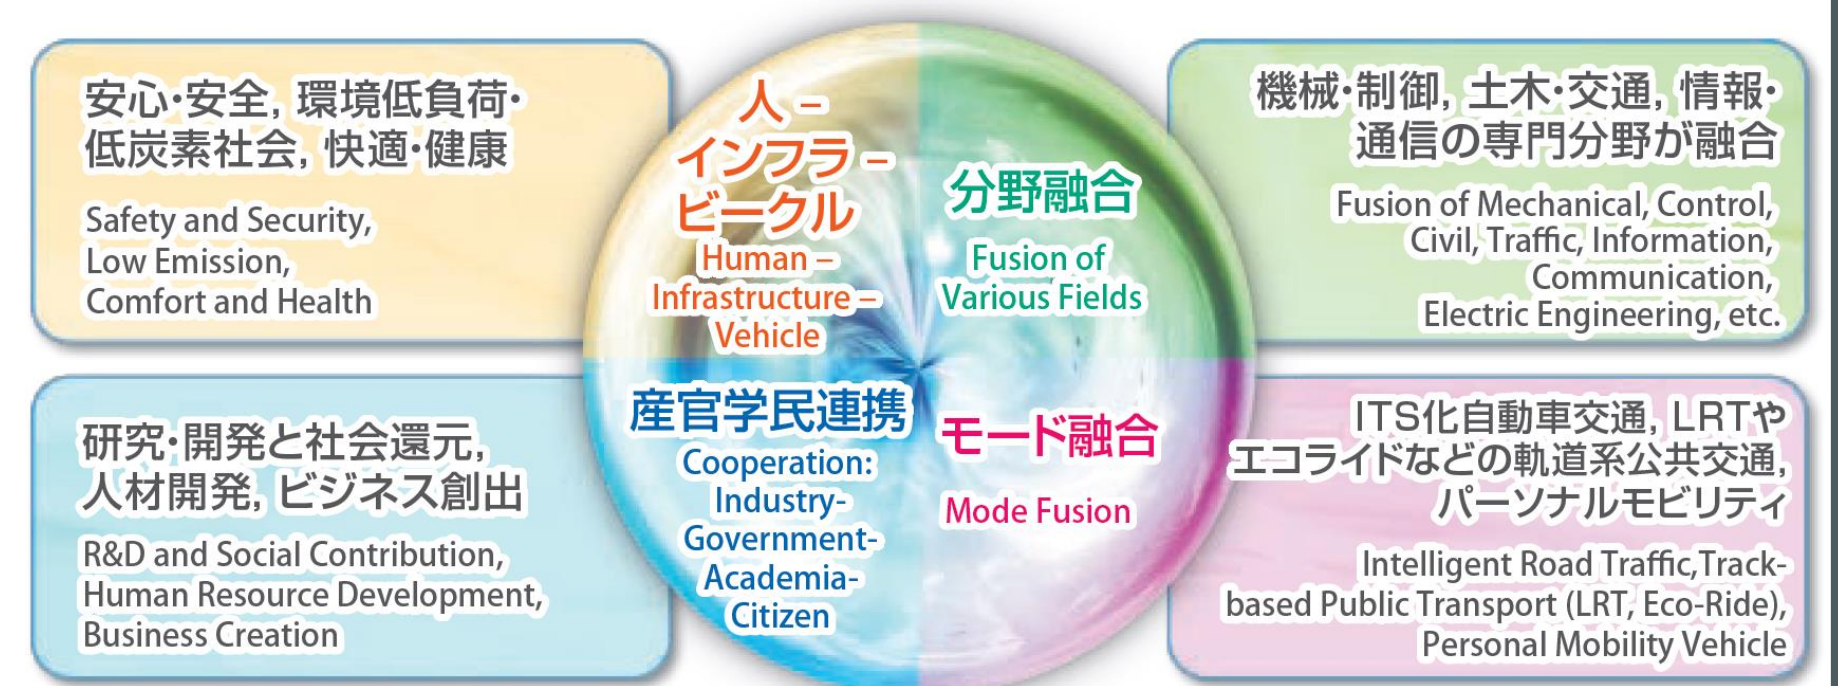 安心・安全, 環境低負荷・
低炭素社会, 快適・健康
Safety and Security,
Low Emission,
Comfort and Health
人 –
インフラ –
ビークル
Human –
Infrastructure –
Vehicle
分野融合
Fusion of
Various Fields
機械・制御, 土木・交通, 情報・
通信の専門分野が融合
Fusion of Mechanical, Control,
Civil, Traffic, Information,
Communication,
Electric Engineering, etc.
研究・開発と社会還元,
人材開発, ビジネス創出
R&D and Social Contribution,
Human Resource Development,
Business Creation
産官学民連携
Cooperation:
Industry-
Government-
Academia-
Citizen
モード融合
Mode Fusion
ITS化自動車交通, LRTや
エコライドなどの軌道系公共交通,
パーソナルモビリティ
Intelligent Road Traffic,Track-
based Public Transport (LRT, Eco-Ride),
Personal Mobility Vehicle